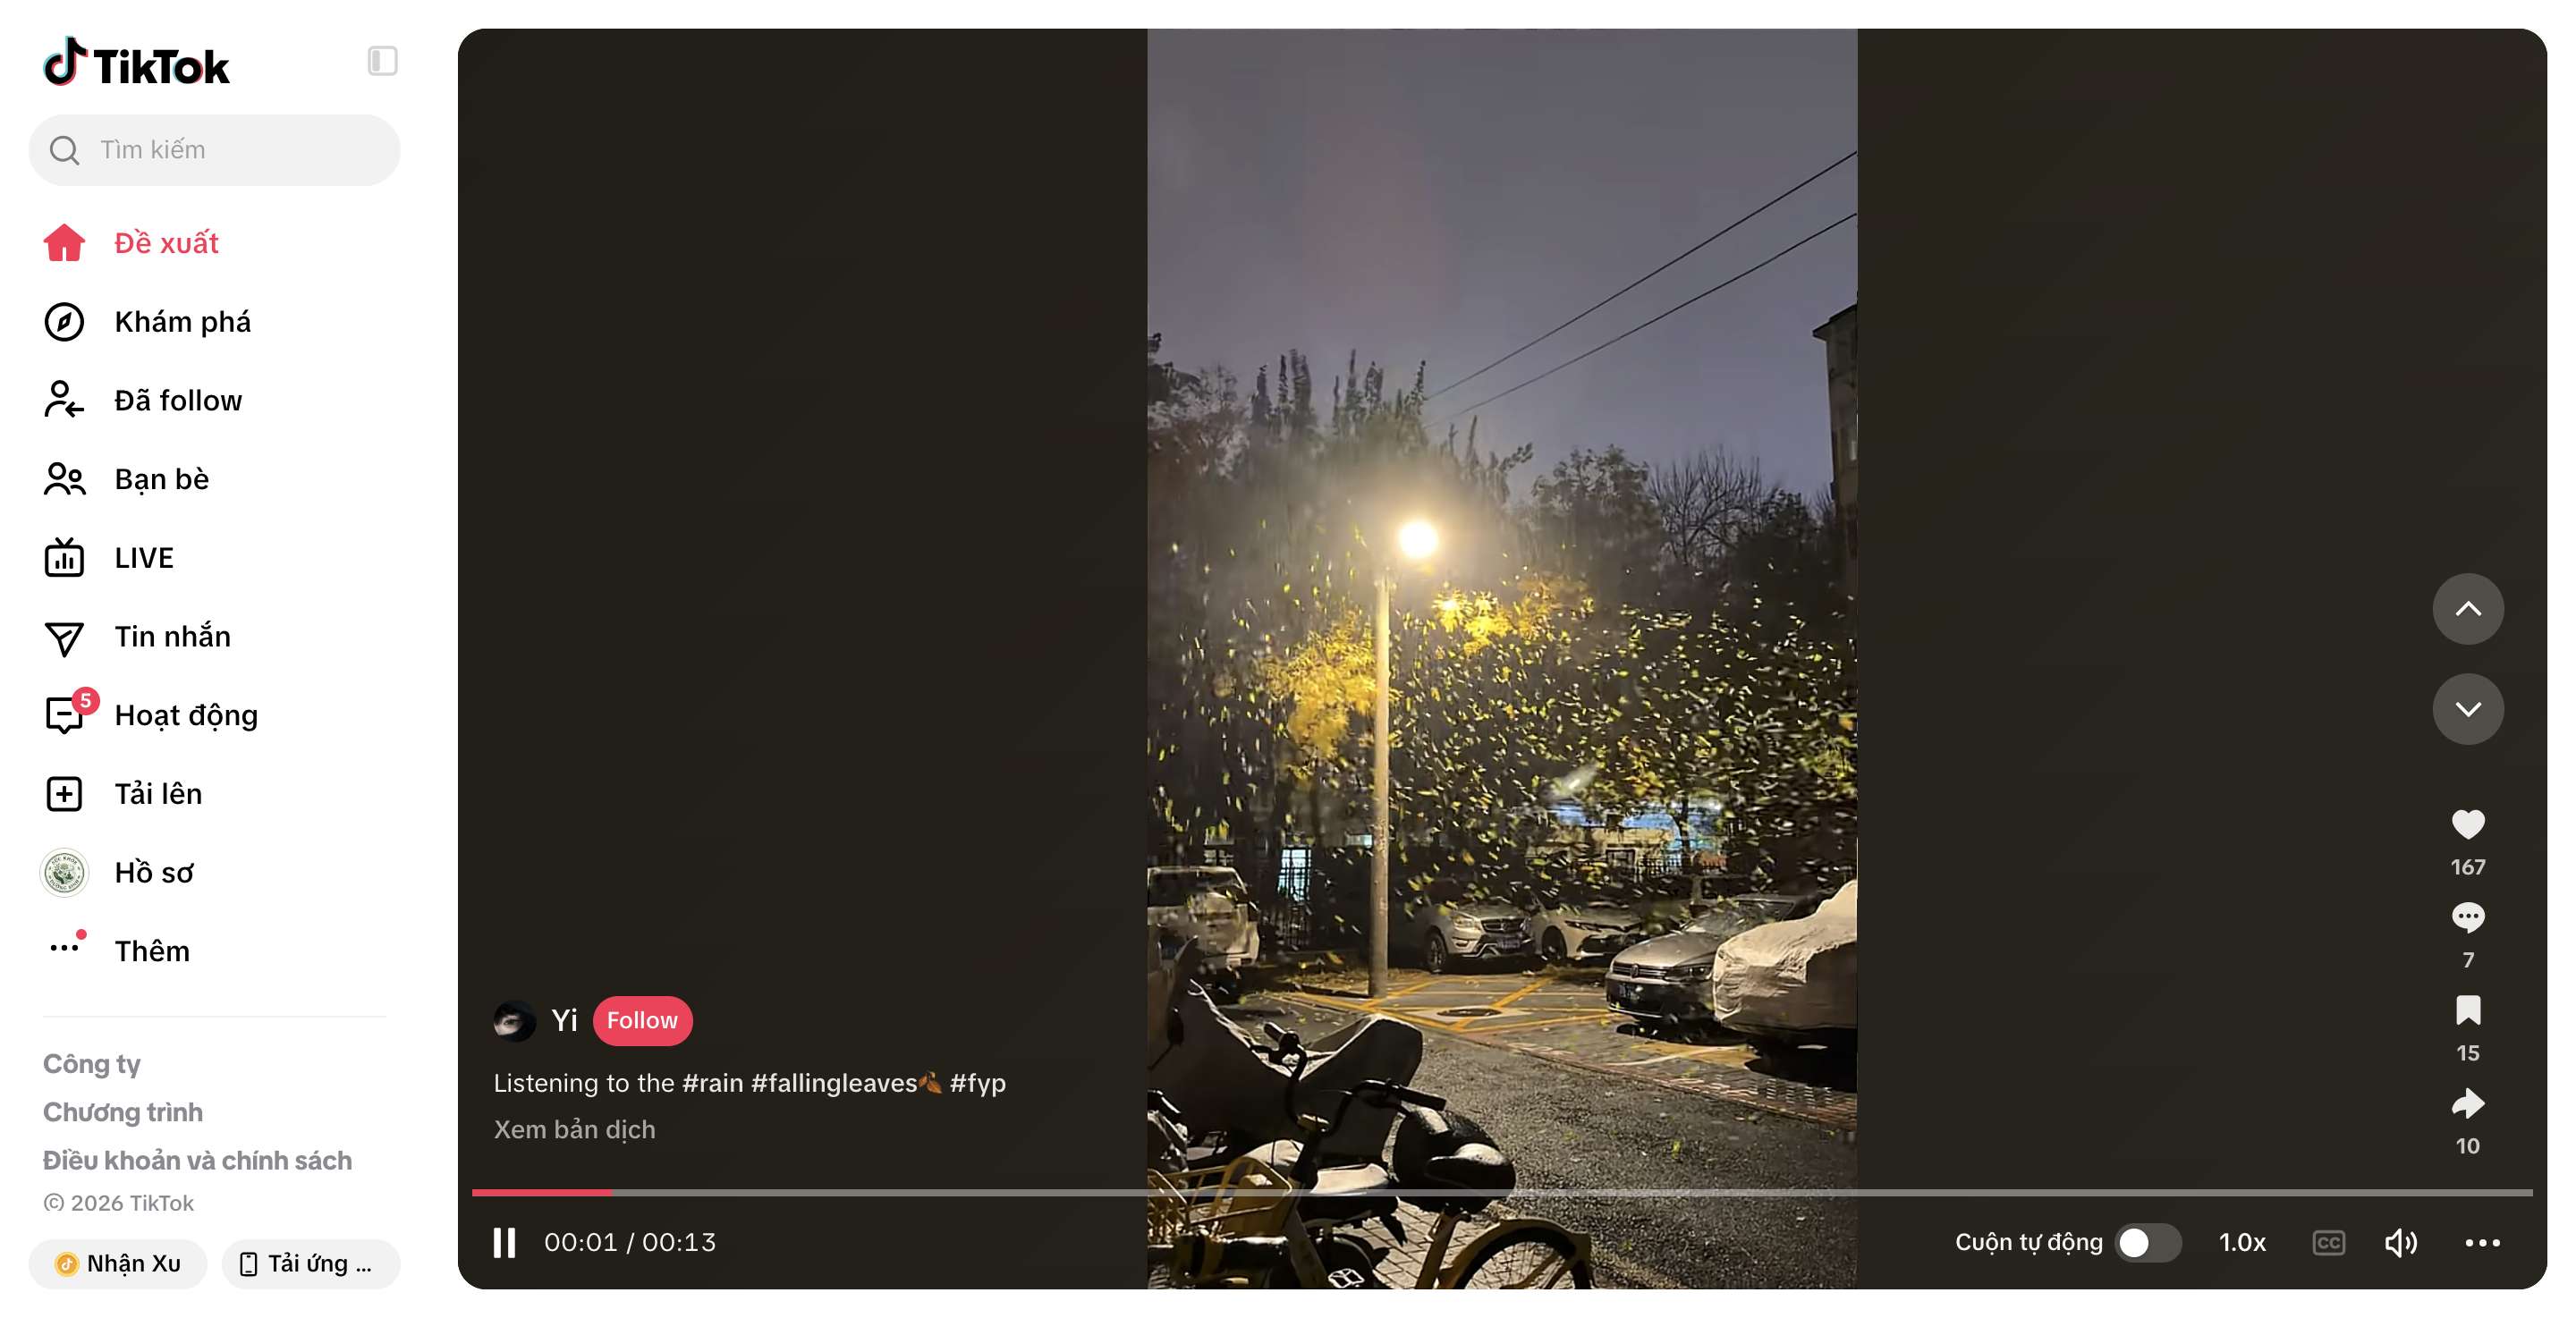 TikTok
Tìm kiếm
Đề xuất
Khám phá
Đã follow
Bạn bè
LIVE
Tin nhắn
5
Hoạt động
Tải lên
Hồ sơ
Thêm
Công ty
Chương trình
Điều khoản và chính sách
© 2026 TikTok
Nhận Xu
Tải ứng ...
Yi
Follow
Listening to the #rain #fallingleaves🍂 #fyp
Xem bản dịch
00:01 / 00:13
167
7
15
10
Cuộn tự động
1.0x
CC